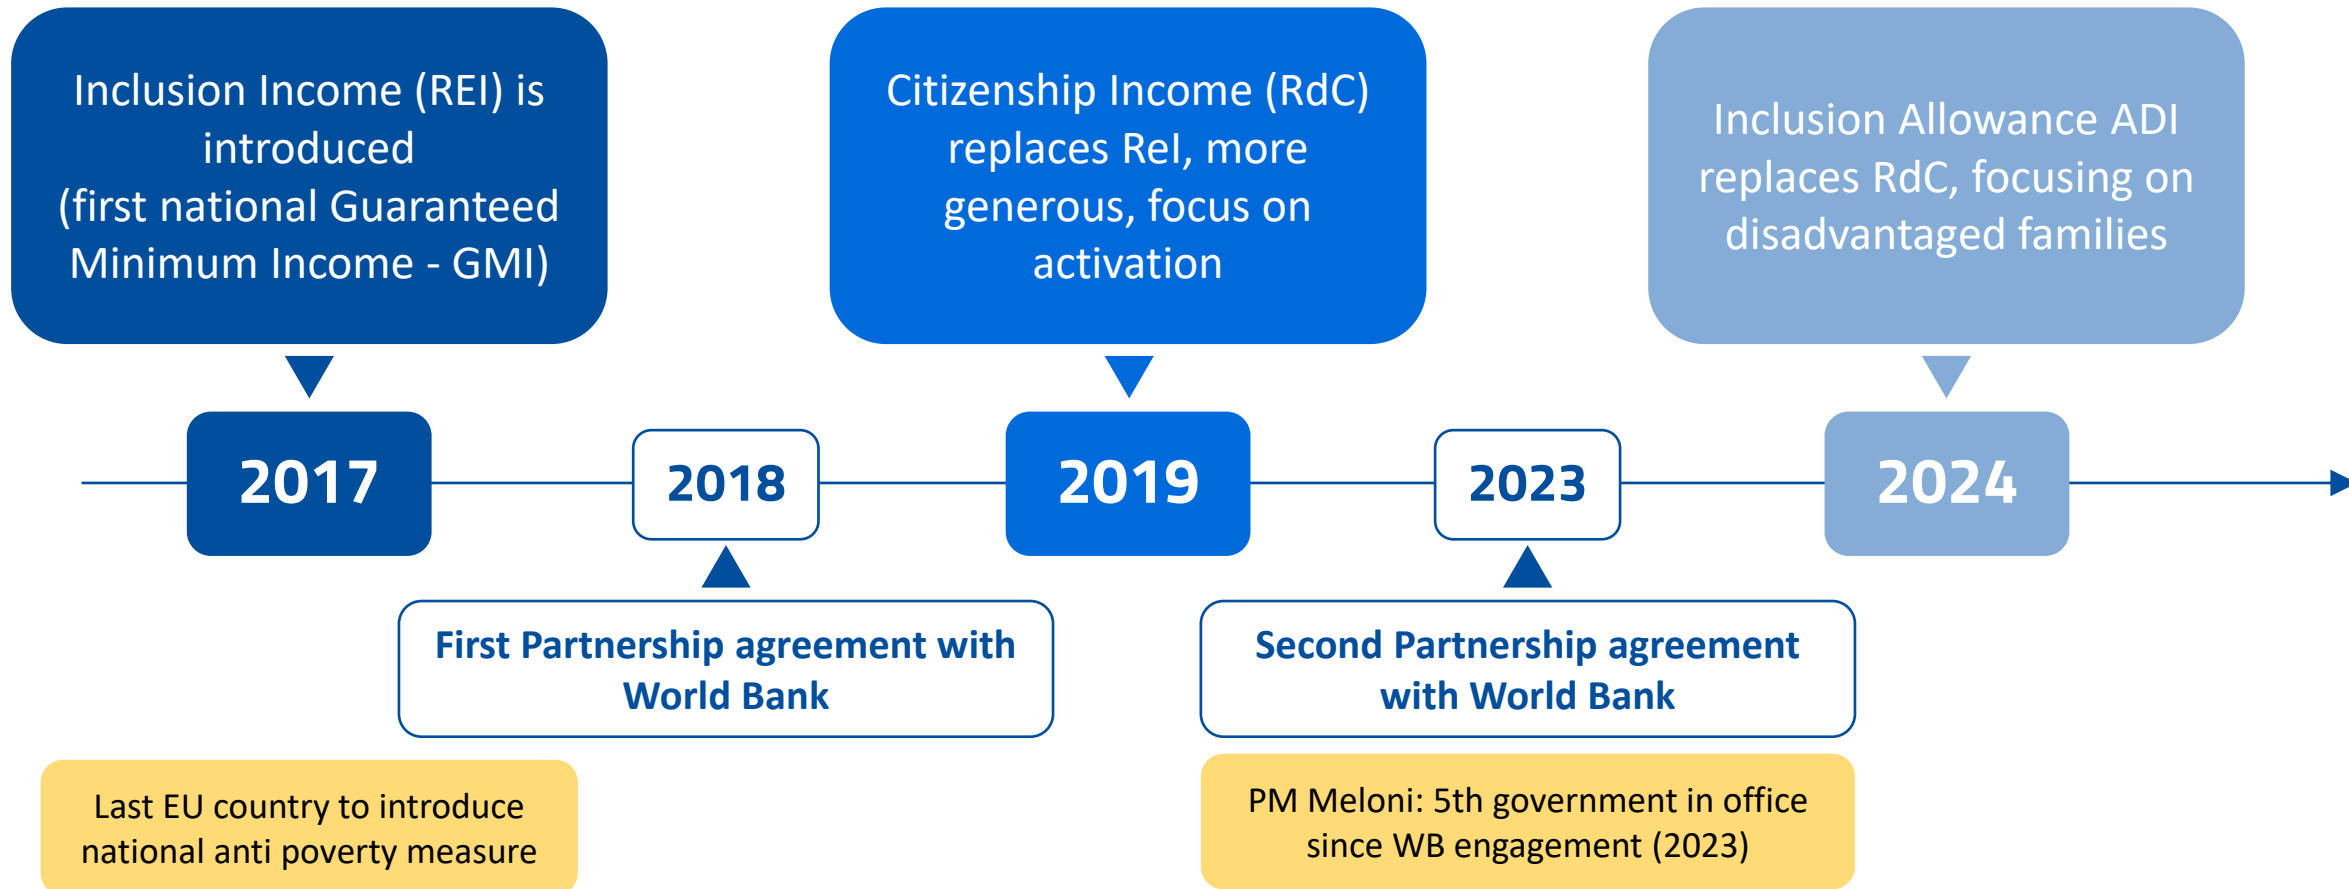 Inclusion Income (REI) is
introduced
(first national Guaranteed
Minimum Income - GMI)
Citizenship Income (RdC)
replaces ReI, more
generous, focus on
activation
Inclusion Allowance ADI
replaces RdC, focusing on
disadvantaged families
2017
2018
2019
2023
2024
First Partnership agreement with
World Bank
Second Partnership agreement
with World Bank
Last EU country to introduce
national anti poverty measure
PM Meloni: 5th government in office
since WB engagement (2023)